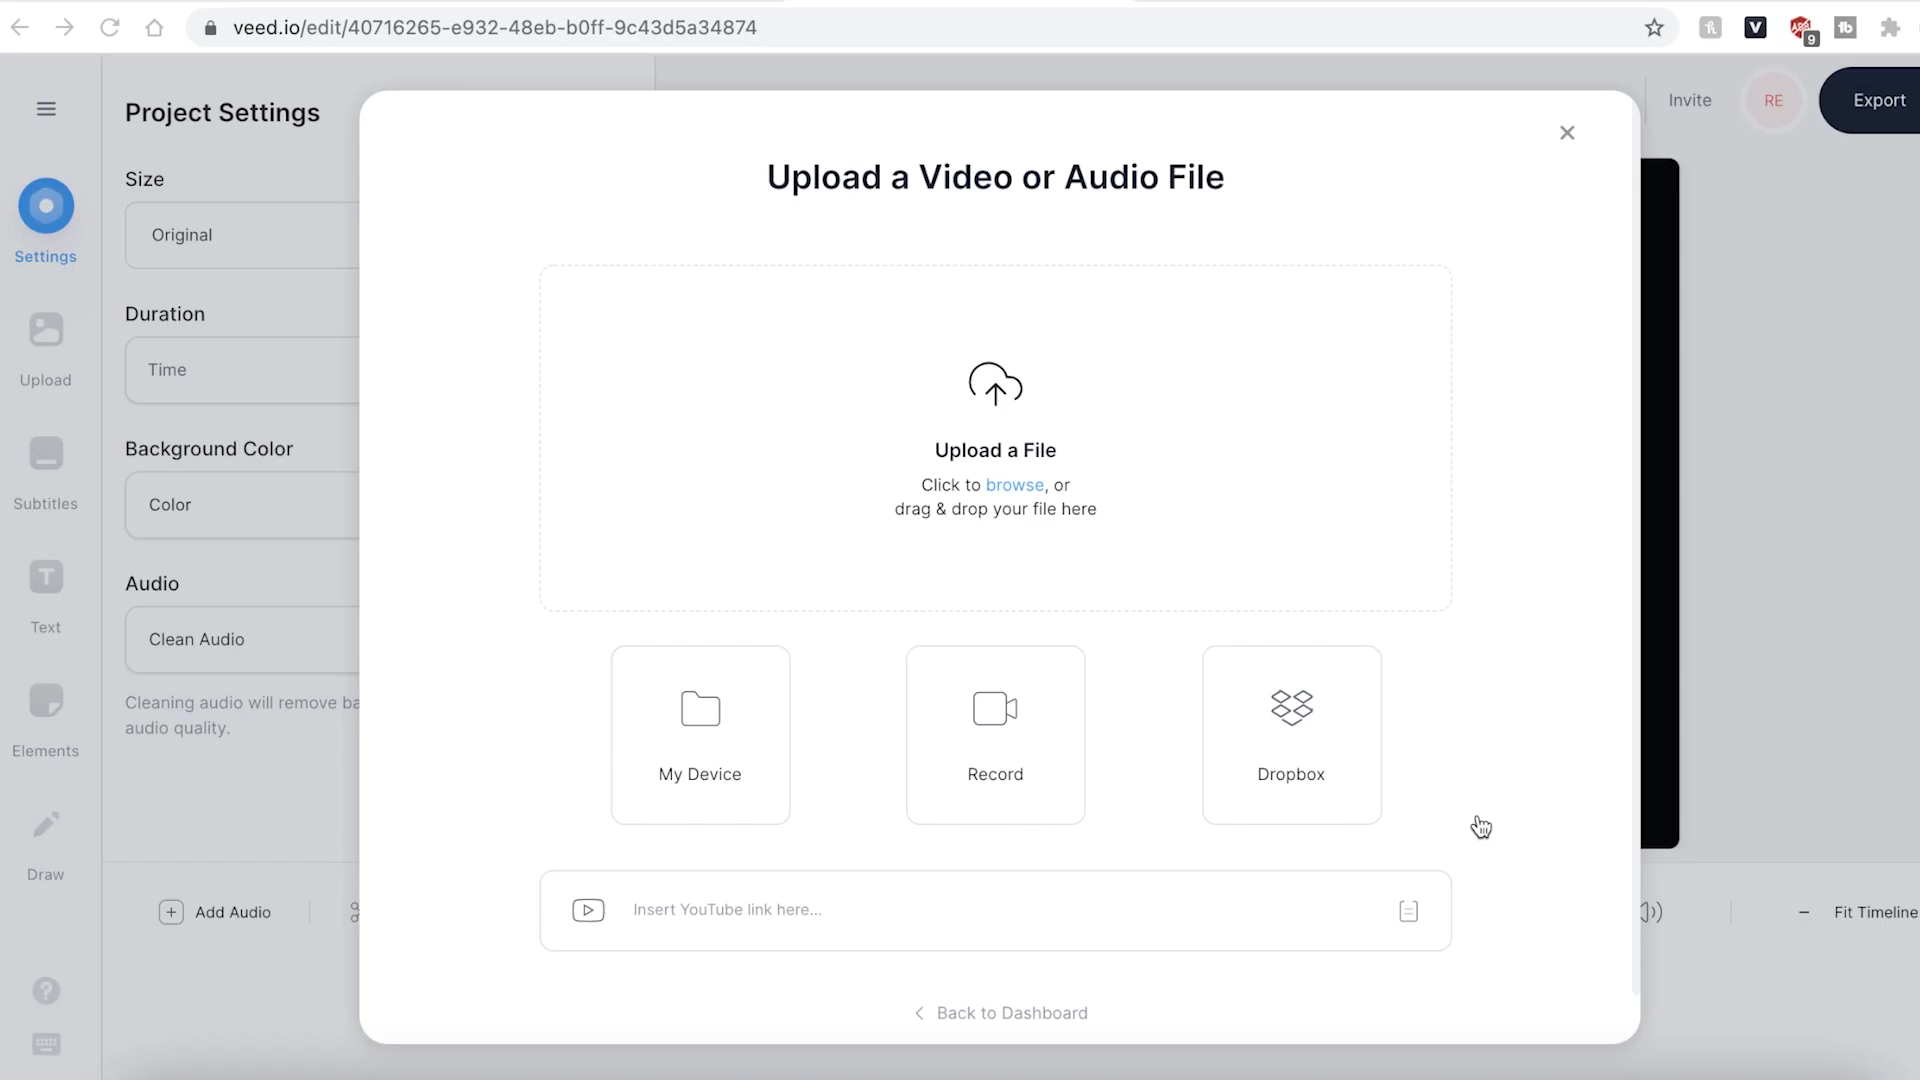 veed.io/edit/40716265-e932-48eb-b0ff-9c43d5a34874
9
Project Settings
Invite
RE
Export
Upload a Video or Audio File
Size
Original
Settings
Duration
Time
Upload
Background Color
Color
Subtitles
Audio
Clean Audio
Text
Cleaning audio will remove ba
audio quality.
Elements
Draw
Upload a File
Click to browse, or
drag & drop your file here
My Device
Record
Dropbox
Insert YouTube link here...
Add Audio
Fit Timeline
Back to Dashboard